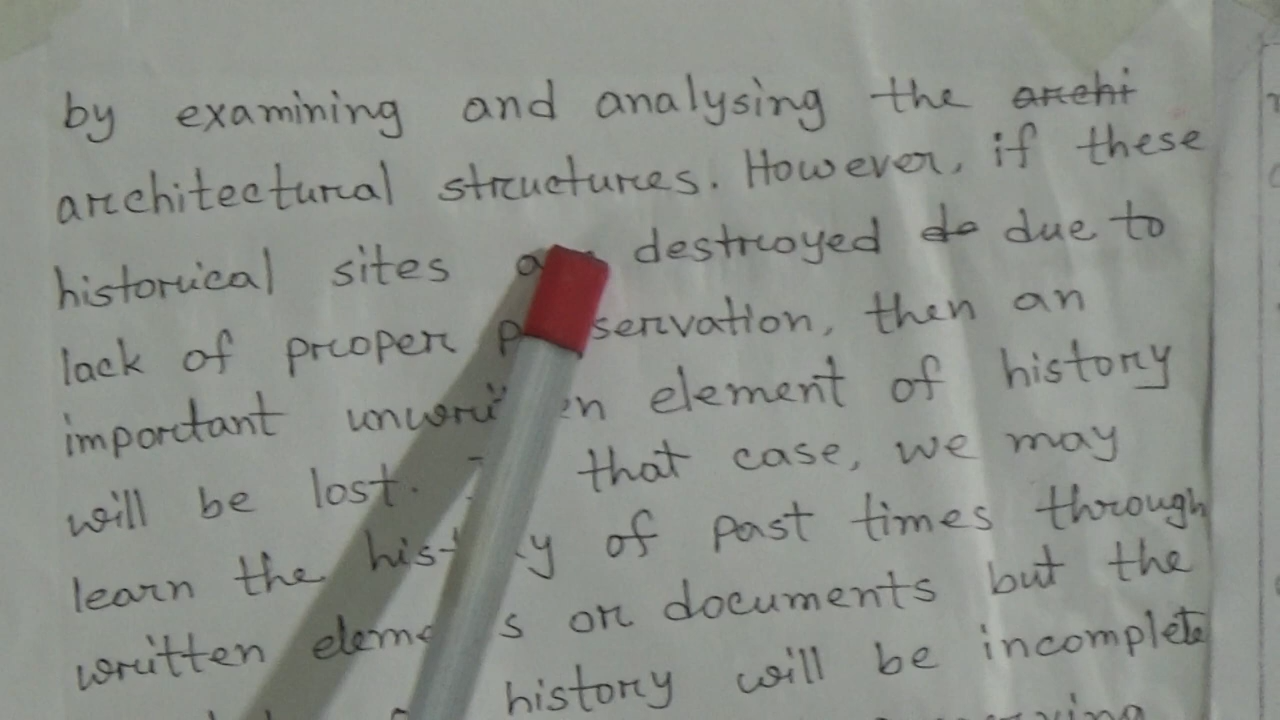 by examining and analysing the archi
architectural structures. However, if these
historical sites destroyed do due to
lack of proper servation, then an
important element of history
will be lost. that case, we may
learn the of past times through
written or documents but the
history will be incomplete